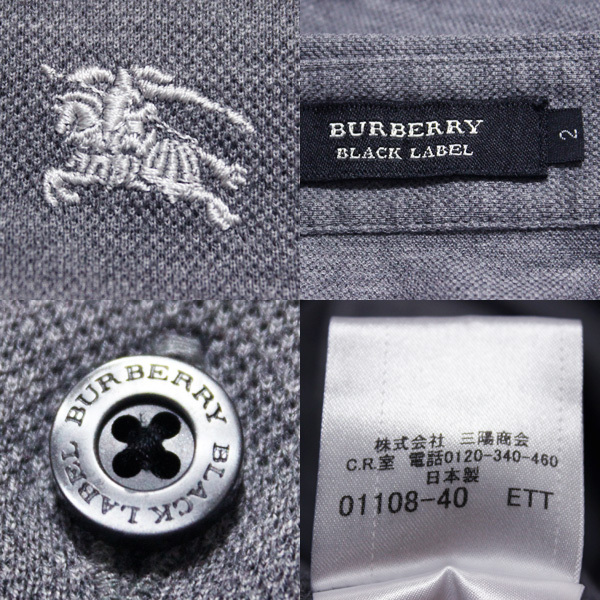 BURBERRY
BLACK LABEL
2
BURBERRY BLACK LABEL
株式会社 三陽商会
C.R.室 電話0120-340-460
日本製
01108-40 ETT